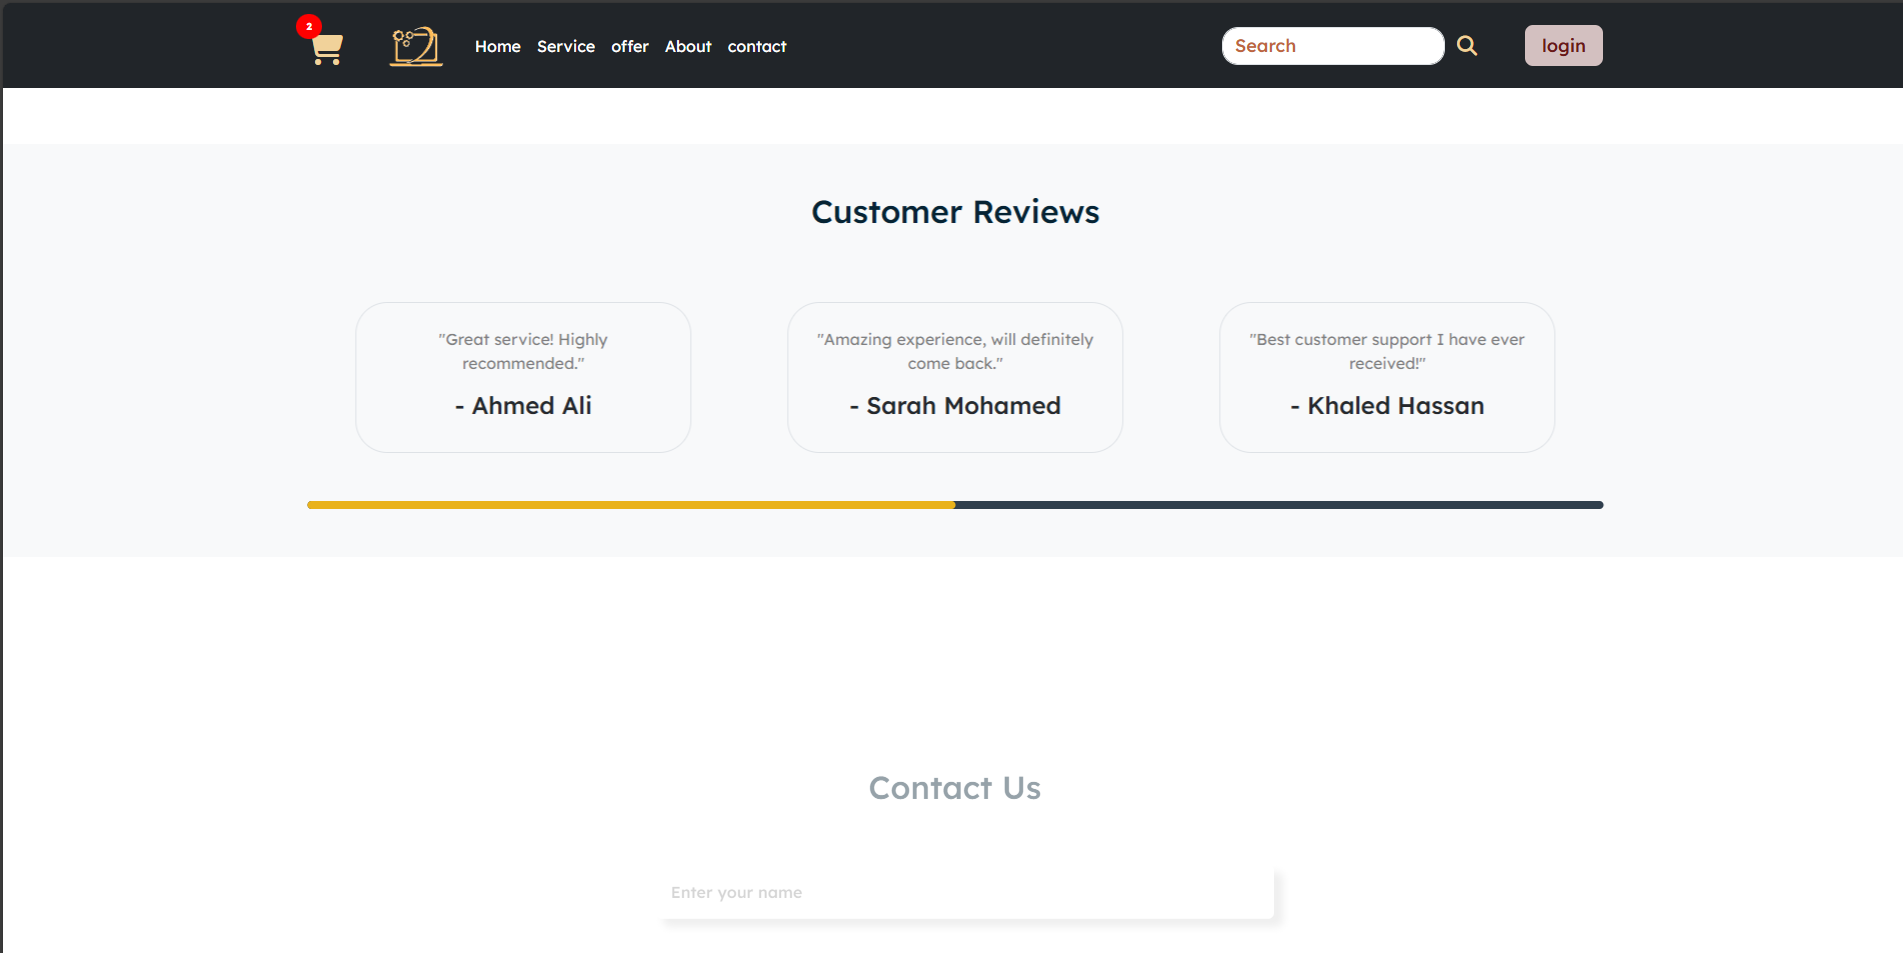 2
Home Service offer About contact
Search
login
Customer Reviews
"Great service! Highly
recommended."
- Ahmed Ali
"Amazing experience, will definitely
come back."
- Sarah Mohamed
"Best customer support I have ever
received!"
- Khaled Hassan
Contact Us
Enter your name